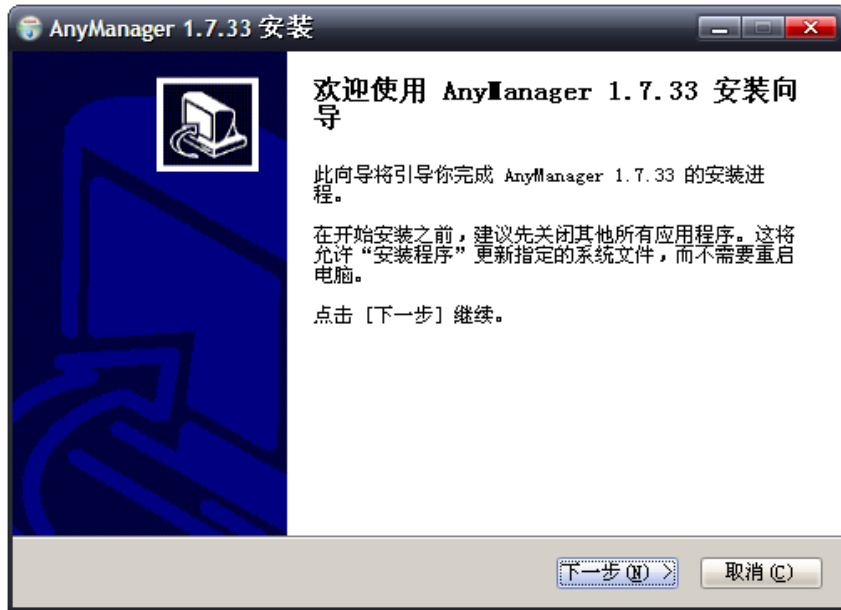 AnyManager 1.7.33 安装
欢迎使用 AnyManager 1.7.33 安装向
导
此向导将引导你完成 AnyManager 1.7.33 的安装进
程。
在开始安装之前，建议先关闭其他所有应用程序。这将
允许“安装程序”更新指定的系统文件，而不需要重启
电脑。
点击 [下一步] 继续。
下一步(N) >
取消(C)